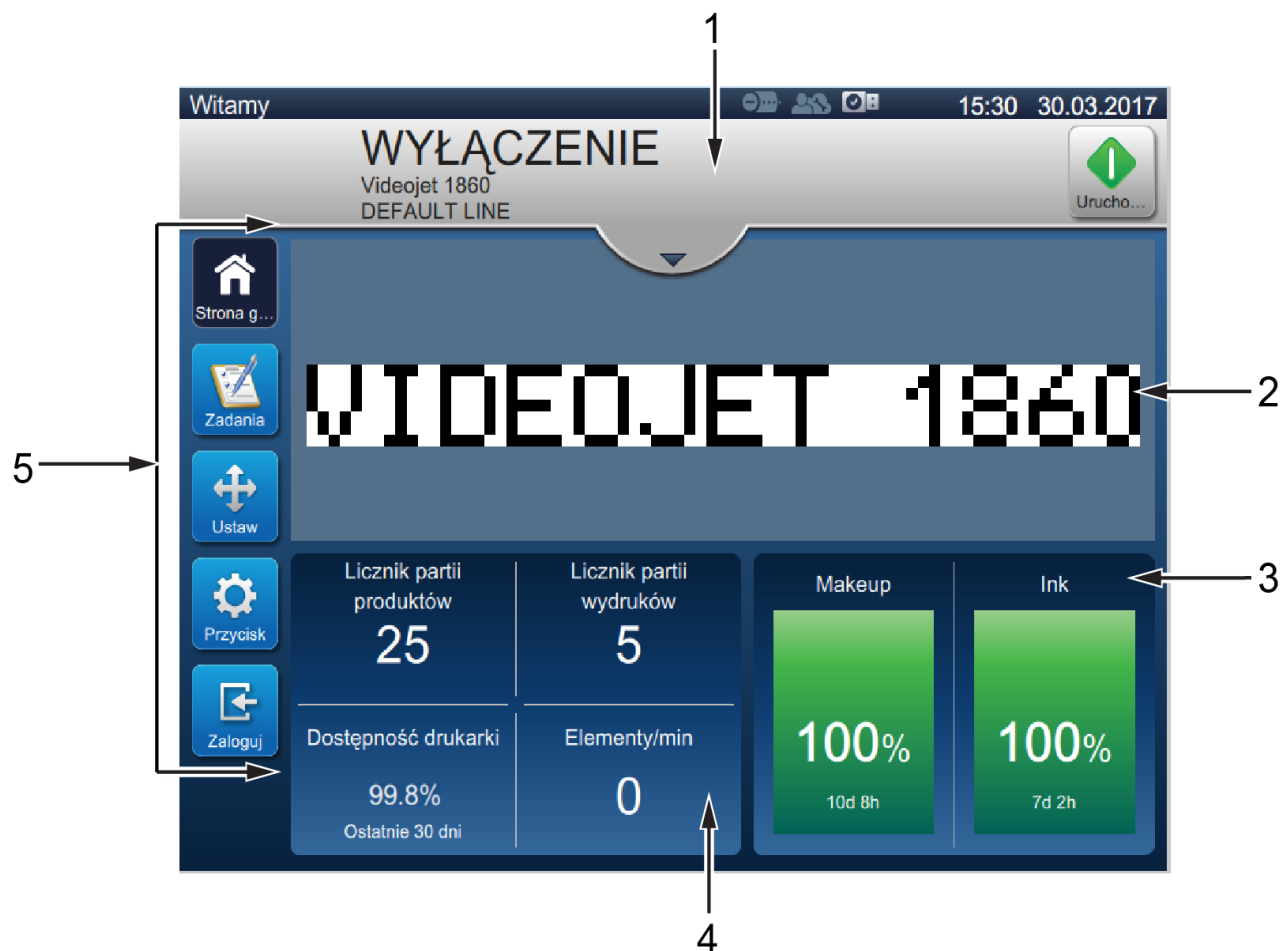 1
Witamy
15:30 30.03.2017
WYŁĄCZENIE
Videojet 1860
DEFAULT LINE
Urucho...
Strona g...
Zadania
Ustaw
Przycisk
Zaloguj
VIDEOJET 1860
2
5
Licznik partii
produktów
25
Licznik partii
wydruków
5
Dostępność drukarki
99.8%
Ostatnie 30 dni
Elementy/min
0
Makeup
100%
10d 8h
Ink
100%
7d 2h
3
4